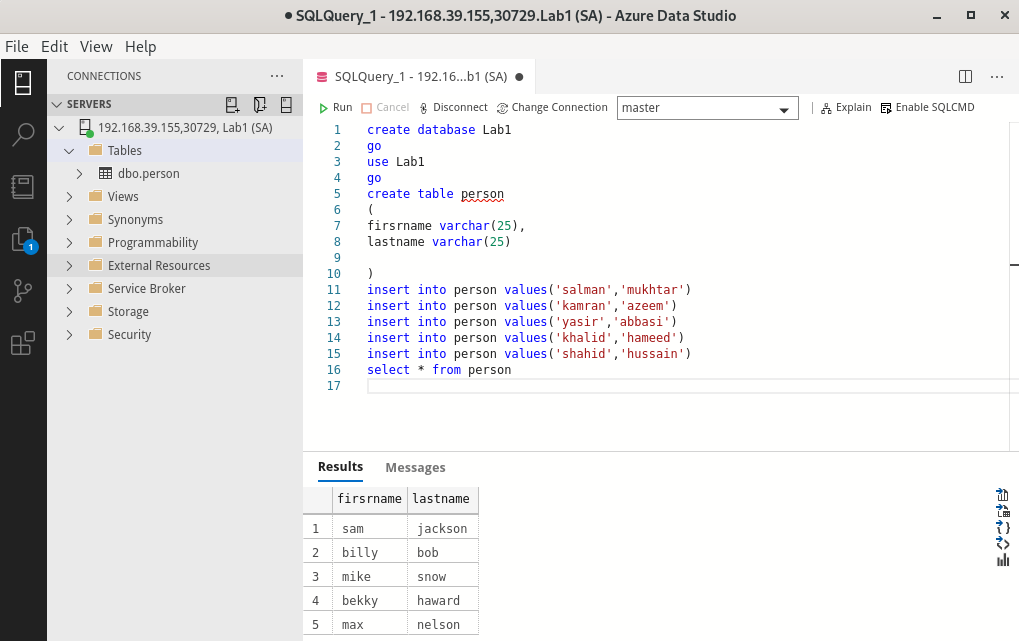 SQLQuery_1 - 192.168.39.155,30729.Lab1 (SA) - Azure Data Studio
File Edit View Help
CONNECTIONS
SERVERS
192.168.39.155,30729, Lab1 (SA)
Tables
dbo.person
Views
Synonyms
Programmability
External Resources
Service Broker
Storage
Security
1
SQLQuery_1 - 192.16...b1 (SA)
Run Cancel Disconnect Change Connection master Explain Enable SQLCMD
1 create database Lab1
2 go
3 use Lab1
4 go
5 create table person
6 (
7 firsrname varchar(25),
8 lastname varchar(25)
9
10 )
11 insert into person values('salman','mukhtar')
12 insert into person values('kamran','azeem')
13 insert into person values('yasir','abbasi')
14 insert into person values('khalid','hameed')
15 insert into person values('shahid','hussain')
16 select * from person
17
Results Messages
firsrname lastname
1 sam jackson
2 billy bob
3 mike snow
4 bekky haward
5 max nelson